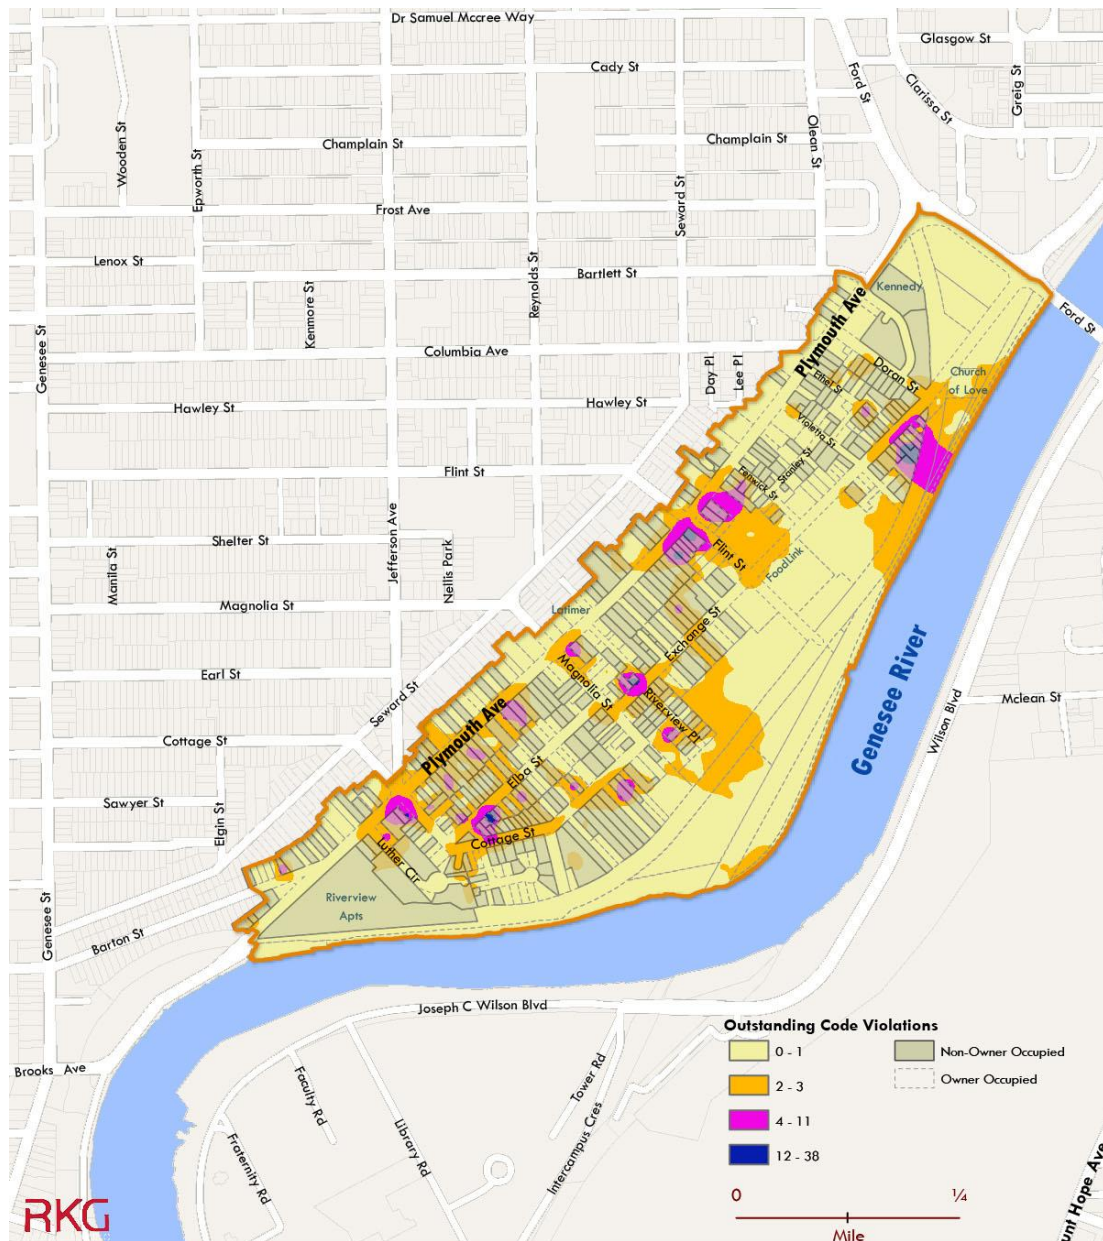 Dr Samuel Mccree Way
Glasgow St
Cady St
Ford St
Clarissa St
Greig St
Wooden St
Epworth St
Champlain St
Champlain St
Olean St
Seward St
Frost Ave
Lenox St
Bartlett St
Reynolds St
Kenmore St
Kennedy
Ford St
Plymouth Ave
Genesee St
Columbia Ave
Day Pl
Lee Pl
Doran St
Ethel St
Church
of Love
Hawley St
Hawley St
Violetta St
Stanley St
Fenwick St
Flint St
Jefferson Ave
Shelter St
Flint St
FoodLink
Manila St
Nellis Park
Magnolia St
Latimer
Exchange St
Genesee River
Earl St
Magnolia St
Riverview Pl
Seward St
Wilson Blvd
Mclean St
Cottage St
Plymouth Ave
Elba St
Sawyer St
Elgin St
Cottage St
Luther Cir
Riverview
Apts
Genesee St
Barton St
Joseph C Wilson Blvd
Brooks Ave
Faculty Rd
Library Rd
Tower Rd
Intercampus Cres
Fraternity Rd
Outstanding Code Violations
0 - 1
2 - 3
4 - 11
12 - 38
Non-Owner Occupied
Owner Occupied
0
¼
Mile
unt Hope Ave
RKG